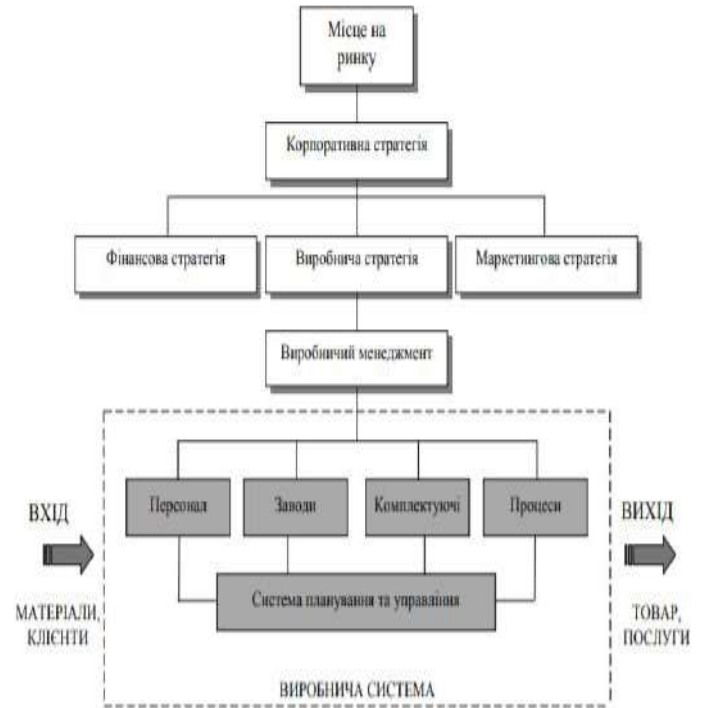 Місце на
ринку
Корпоративна стратегія
Фінансова стратегія
Виробнича стратегія
Маркетингова стратегія
Виробничий менеджмент
Персонал
Заводи
Комплектуючі
Процеси
ВХІД
ВИХІД
Система планування та управління
МАТЕРІАЛИ,
КЛІЄНТИ
ТОВАР,
ПОСЛУГИ
ВИРОБНИЧА СИСТЕМА